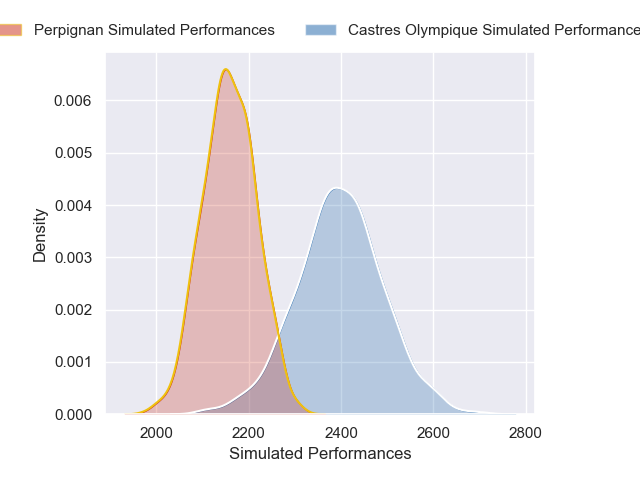 Perpignan Simulated Performances
Castres Olympique Simulated Performance
0.006
0.005
0.004
0.003
0.002
0.001
0.000
Density
2000 2200 2400 2600 2800
Simulated Performances